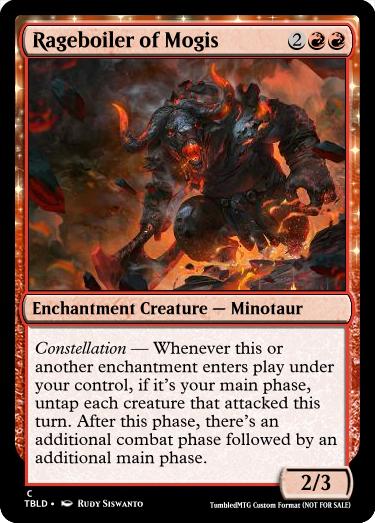 Rageboiler of Mogis 2
Enchantment Creature — Minotaur
Constellation — Whenever this or
another enchantment enters play under
your control, if it's your main phase,
untap each creature that attacked this
turn. After this phase, there's an
additional combat phase followed by an
additional main phase.
2/3
C
TBLD • Rudy Siswanto
TumbledMTG Custom Format (NOT FOR SALE)